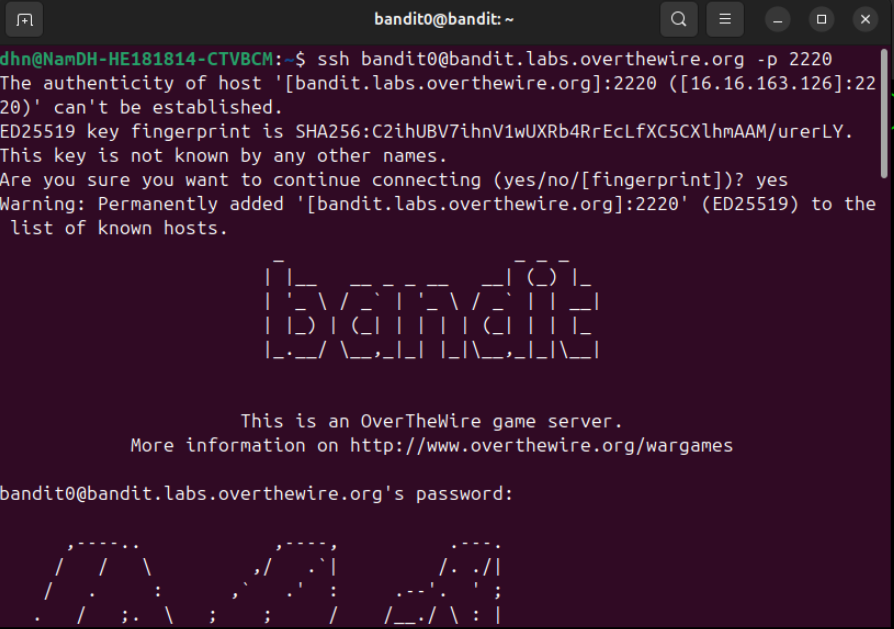 bandit0@bandit: ~
dhn@NamDH-HE181814-CTVBCM:~$ ssh bandit0@bandit.labs.overthewire.org -p 2220
The authenticity of host '[bandit.labs.overthewire.org]:2220 ([16.16.163.126]:22
20)' can't be established.
ED25519 key fingerprint is SHA256:C2ihUBV7ihnV1wUXRb4RrEcLfXC5CXlhmAAM/urerLY.
This key is not known by any other names.
Are you sure you want to continue connecting (yes/no/[fingerprint])? yes
Warning: Permanently added '[bandit.labs.overthewire.org]:2220' (ED25519) to the
 list of known hosts.
bandit
This is an OverTheWire game server.
More information on http://www.overthewire.org/wargames
bandit0@bandit.labs.overthewire.org's password: